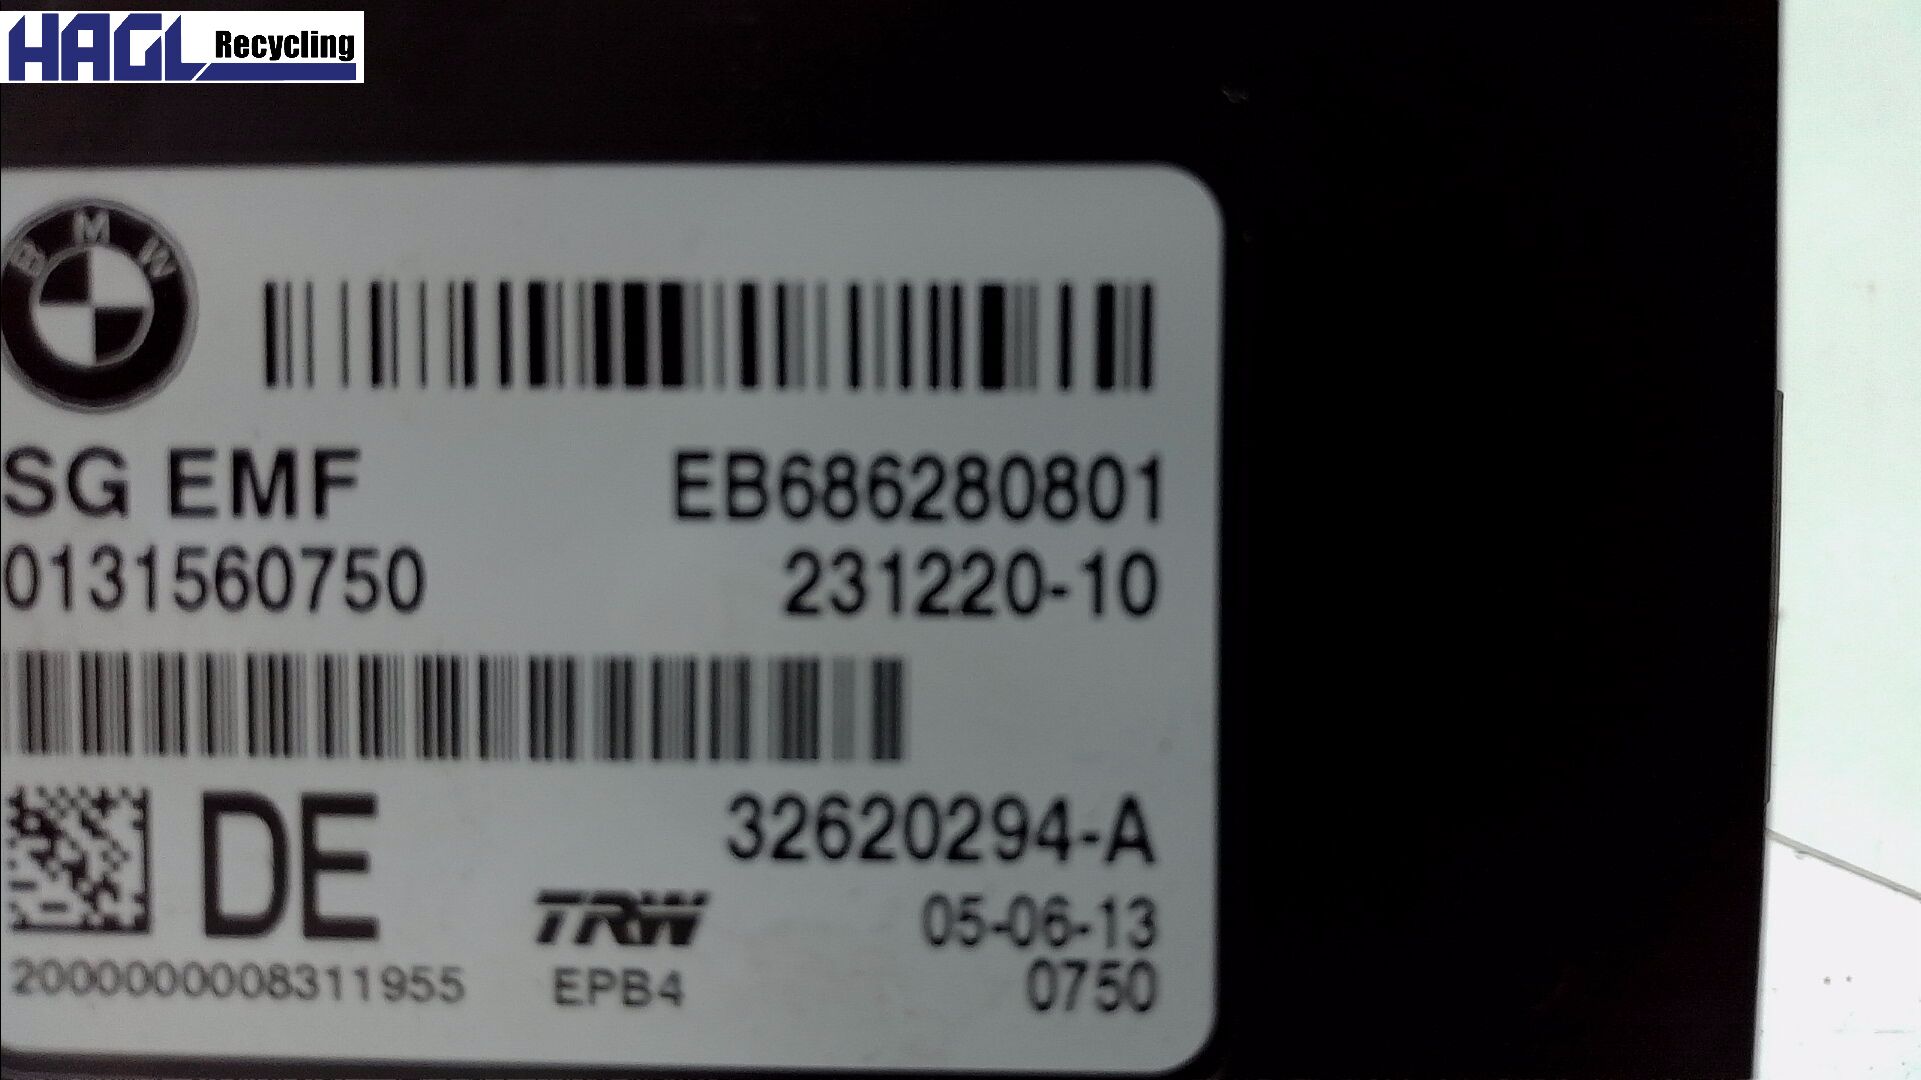 HAGL Recycling
BMW
SG EMF EB686280801
0131560750 231220-10
DE 32620294-A
TRW 05-06-13
2000000008311955 EPB4 0750